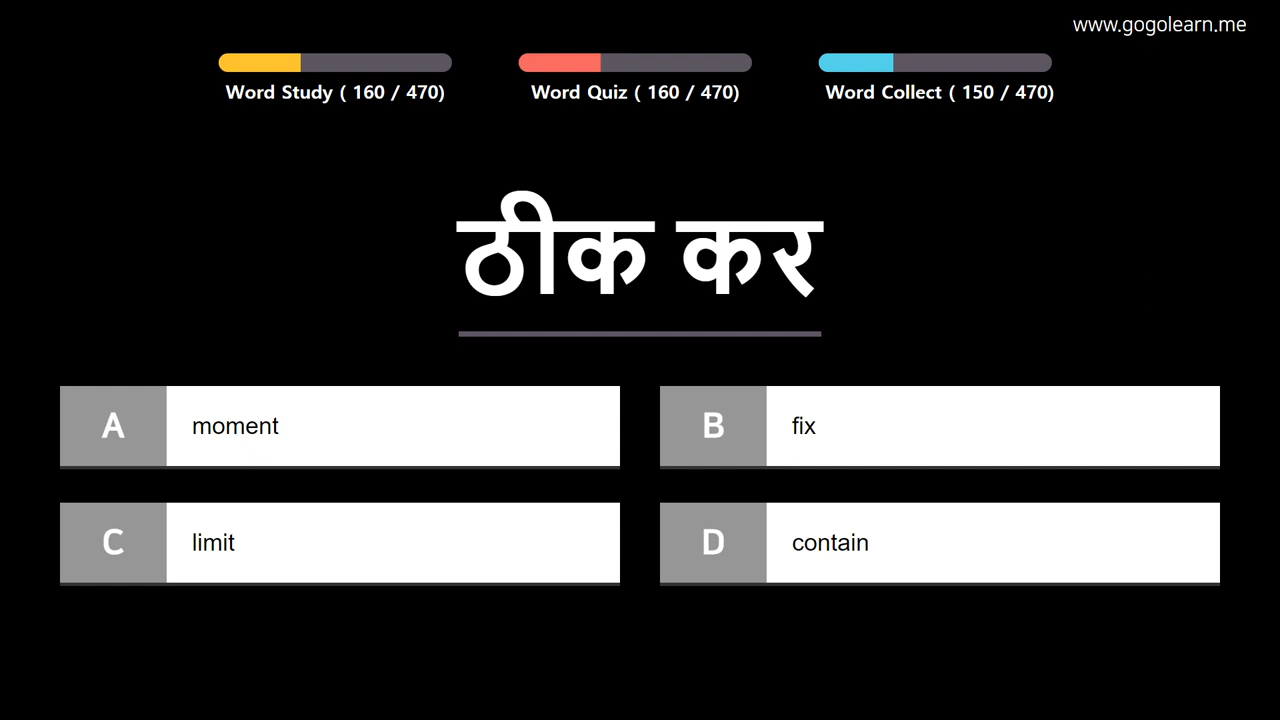 www.gogolearn.me
Word Study ( 160 / 470)
Word Quiz ( 160 / 470)
Word Collect ( 150 / 470)
ठीक कर
A moment
B fix
C limit
D contain